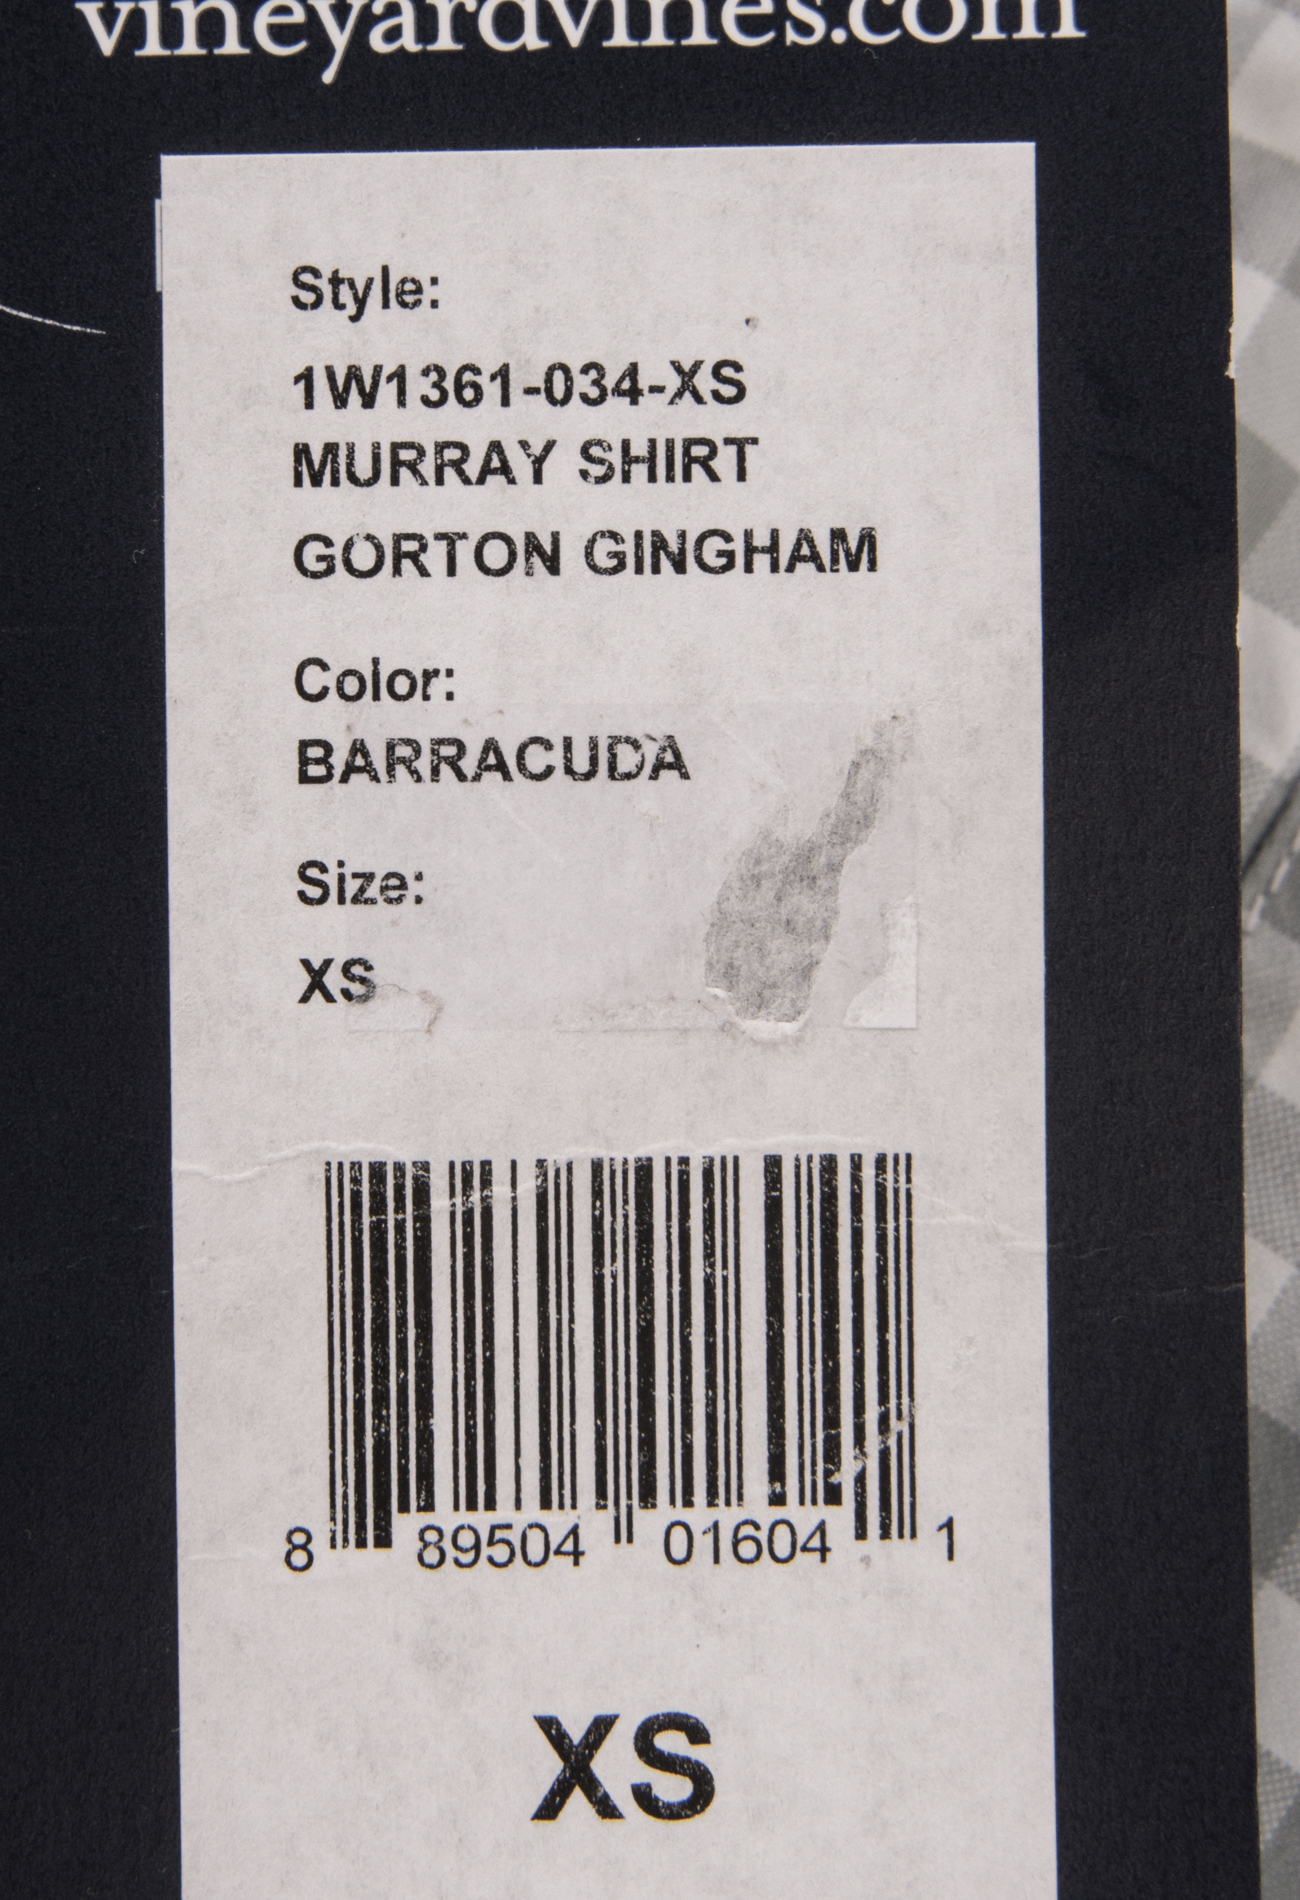 vineyardvines.com
Style:
1W1361-034-XS
MURRAY SHIRT
GORTON GINGHAM
Color:
BARRACUDA
Size:
XS
8 89504 01604 1
XS